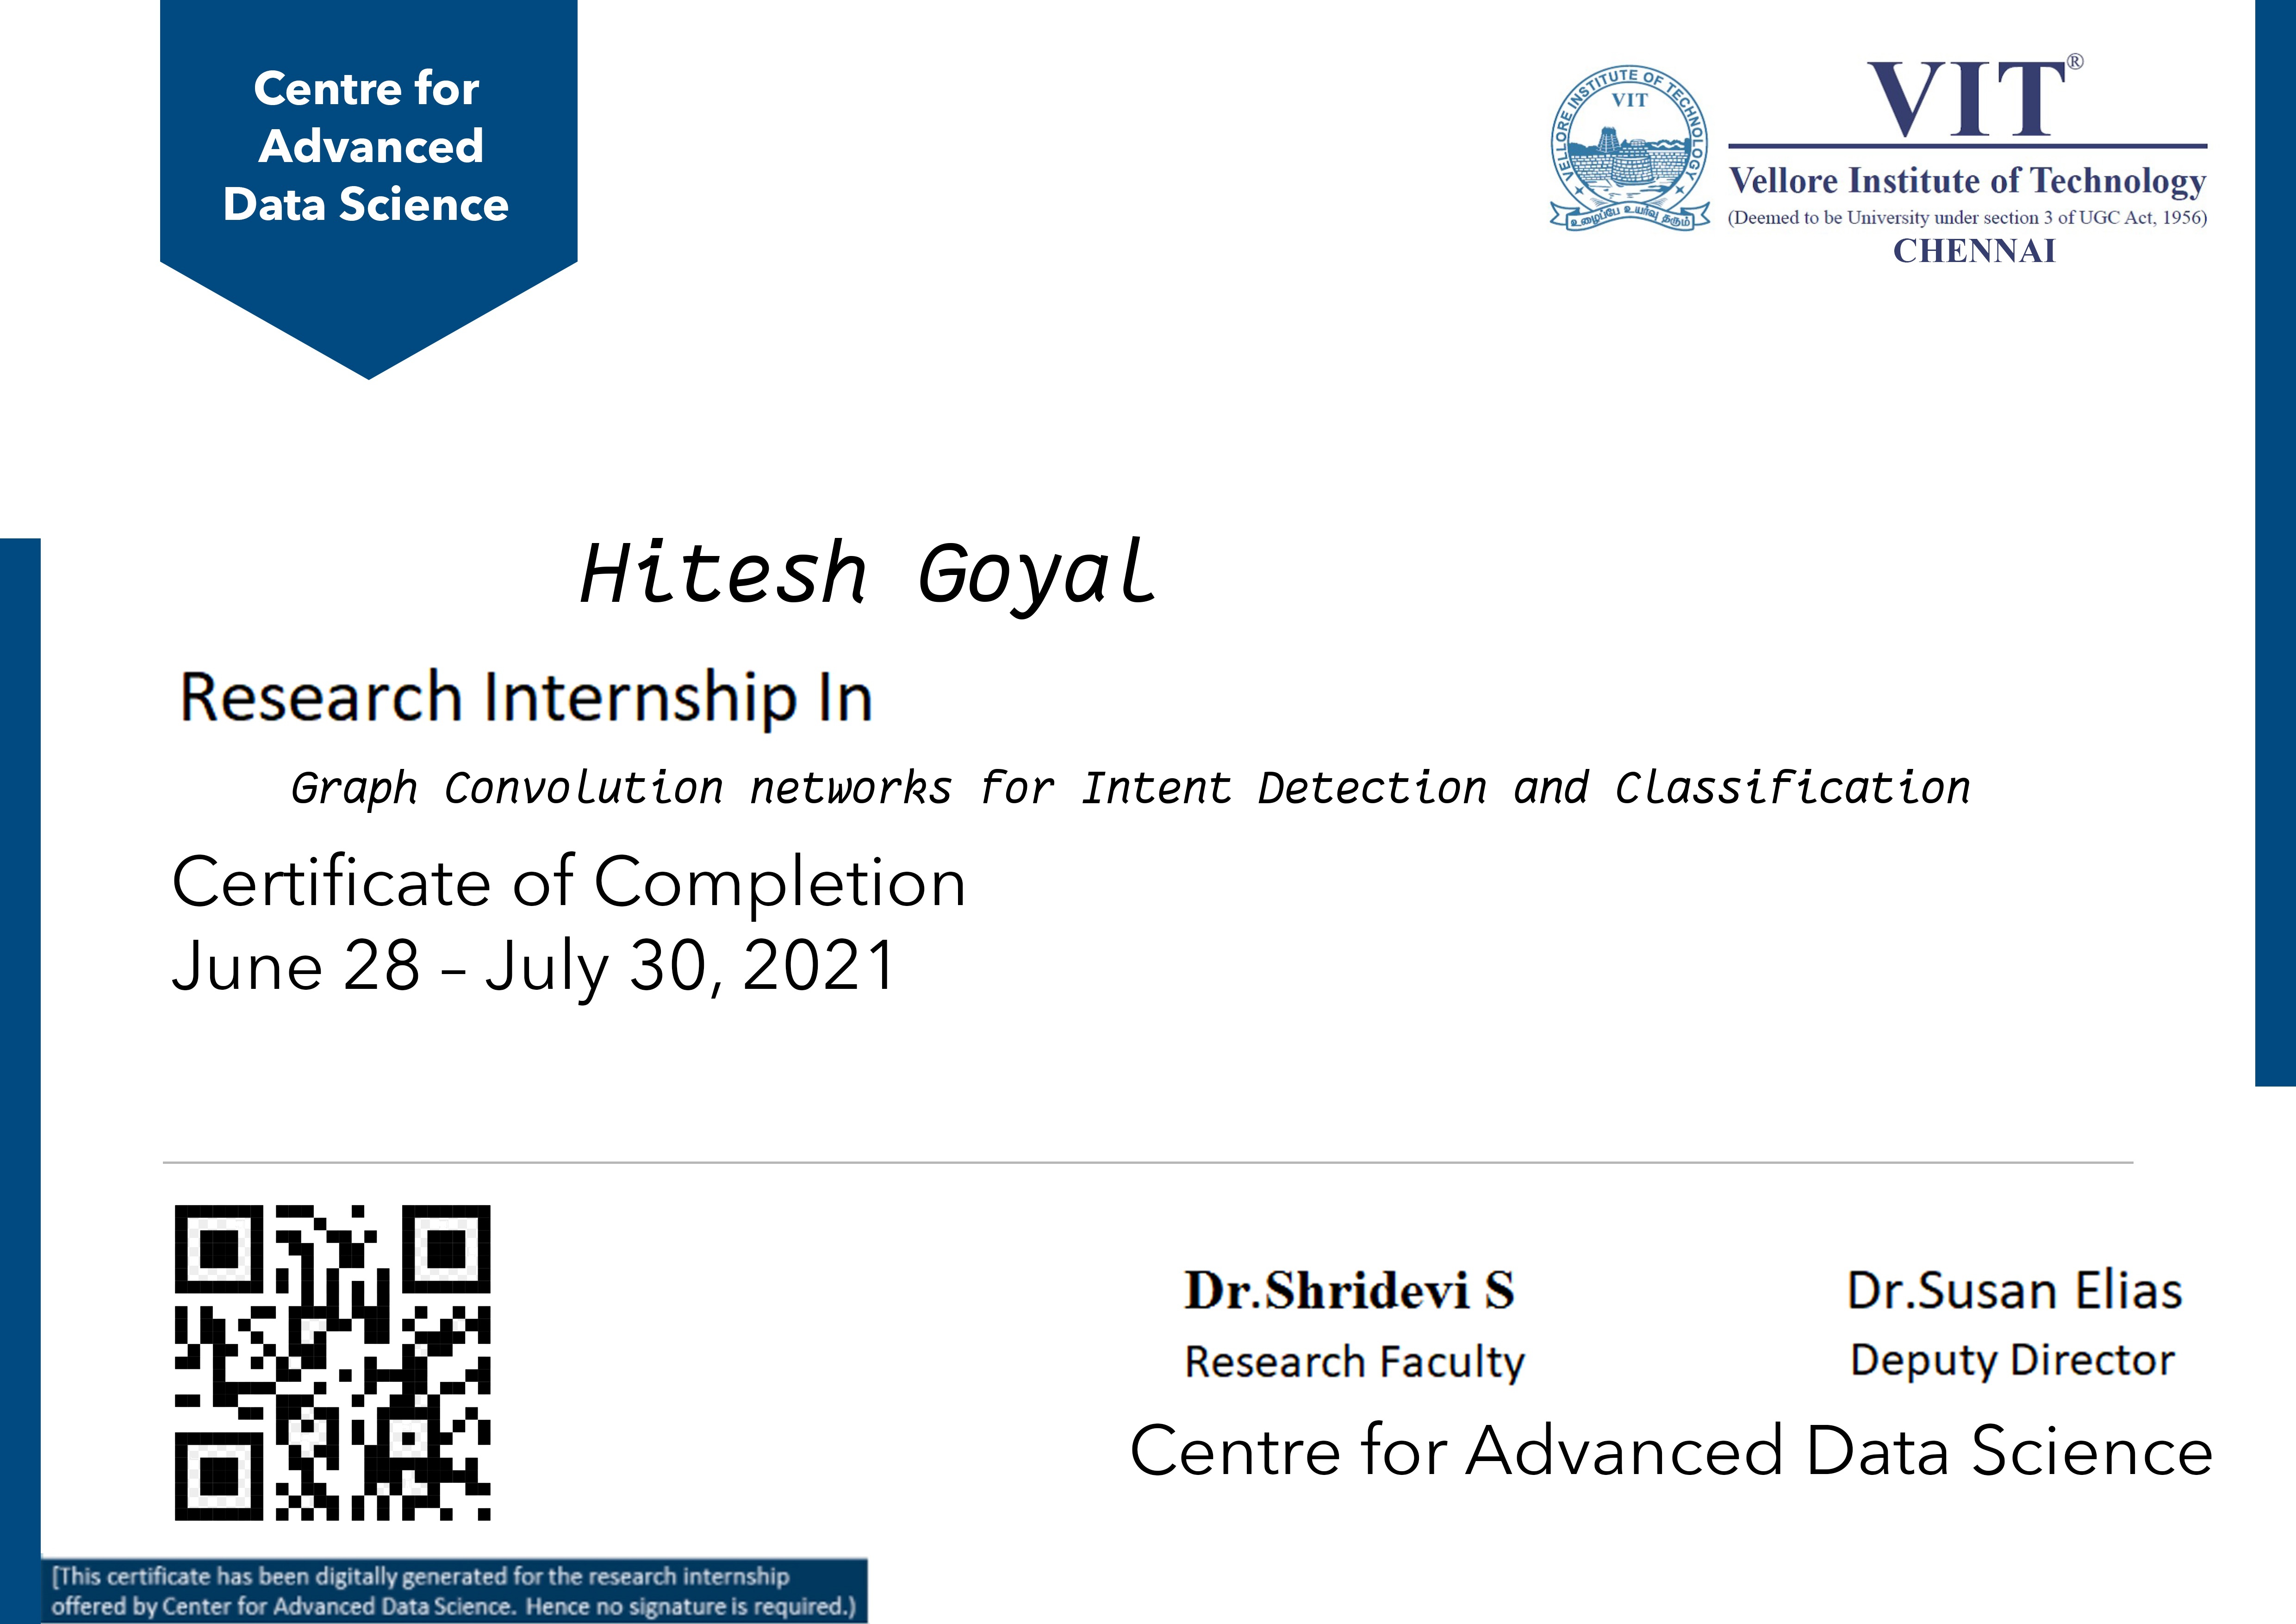 Centre for
Advanced
Data Science
VELLORE INSTITUTE OF TECHNOLOGY
VIT
உழைப்பே உயர்வு தரும்
VIT®
Vellore Institute of Technology
(Deemed to be University under section 3 of UGC Act, 1956)
CHENNAI
Hitesh Goyal
Research Internship In
Graph Convolution networks for Intent Detection and Classification
Certificate of Completion
June 28 – July 30, 2021
Dr.Shridevi S
Research Faculty
Dr.Susan Elias
Deputy Director
Centre for Advanced Data Science
[This certificate has been digitally generated for the research internship
offered by Center for Advanced Data Science. Hence no signature is required.)